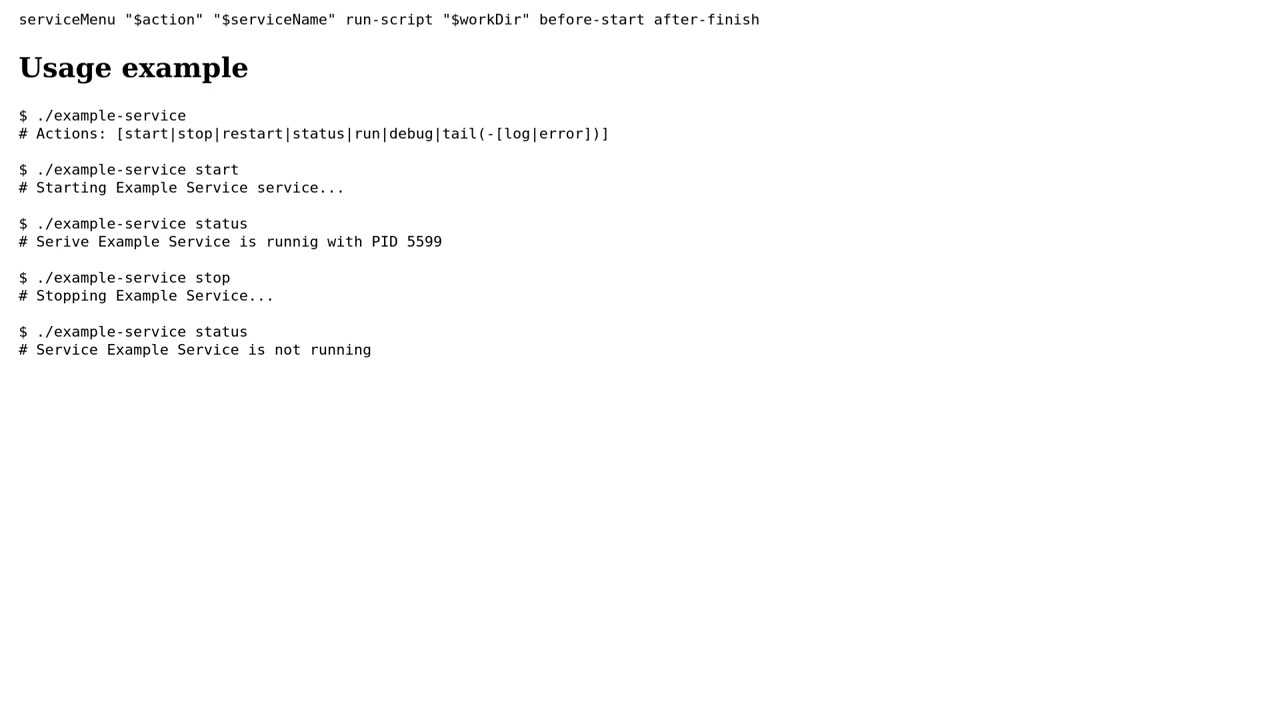 serviceMenu "$action" "$serviceName" run-script "$workDir" before-start after-finish
Usage example
$ ./example-service
# Actions: [start|stop|restart|status|run|debug|tail(-[log|error])]
$ ./example-service start
# Starting Example Service service...
$ ./example-service status
# Serive Example Service is runnig with PID 5599
$ ./example-service stop
# Stopping Example Service...
$ ./example-service status
# Service Example Service is not running